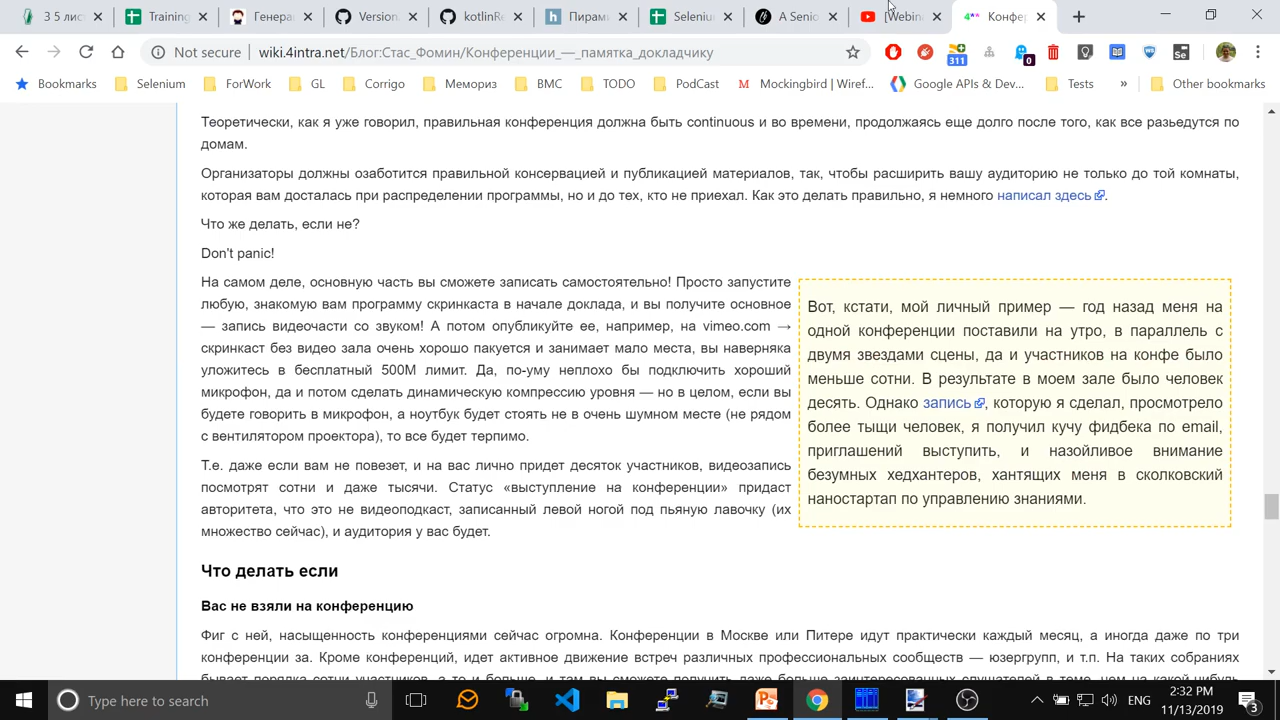 3 5 лист
Training
Генера
Version
kotlinRu
Пирам
Seleniu
A Senio
[Webin
Конфер
Not secure
wiki.4intra.net/Блог:Стас_Фомин/Конференции_—_памятка_докладчику
311
0
WB
Se
Bookmarks
Selenium
ForWork
GL
Corrigo
Мемориз
BMC
TODO
PodCast
Mockingbird | Wiref...
Google APIs & Dev...
Tests
»
Other bookmarks
Теоретически, как я уже говорил, правильная конференция должна быть continuous и во времени, продолжаясь еще долго после того, как все разъедутся по
домам.
Организаторы должны озаботится правильной консервацией и публикацией материалов, так, чтобы расширить вашу аудиторию не только до той комнаты,
которая вам досталась при распределении программы, но и до тех, кто не приехал. Как это делать правильно, я немного написал здесь.
Что же делать, если не?
Don't panic!
На самом деле, основную часть вы сможете записать самостоятельно! Просто запустите
любую, знакомую вам программу скринкаста в начале доклада, и вы получите основное
— запись видеочасти со звуком! А потом опубликуйте ее, например, на vimeo.com →
скринкаст без видео зала очень хорошо пакуется и занимает мало места, вы наверняка
уложитесь в бесплатный 500М лимит. Да, по-уму неплохо бы подключить хороший
микрофон, да и потом сделать динамическую компрессию уровня — но в целом, если вы
будете говорить в микрофон, а ноутбук будет стоять не в очень шумном месте (не рядом
с вентилятором проектора), то все будет терпимо.
Т.е. даже если вам не повезет, и на вас лично придет десяток участников, видеозапись
посмотрят сотни и даже тысячи. Статус «выступление на конференции» придаст
авторитета, что это не видеоподкаст, записанный левой ногой под пьяную лавочку (их
множество сейчас), и аудитория у вас будет.
Вот, кстати, мой личный пример — год назад меня на
одной конференции поставили на утро, в параллель с
двумя звездами сцены, да и участников на конфе было
меньше сотни. В результате в моем зале было человек
десять. Однако запись, которую я сделал, просмотрело
более тыщи человек, я получил кучу фидбека по email,
приглашений выступить, и назойливое внимание
безумных хедхантеров, хантящих меня в сколковский
наностартап по управлению знаниями.
Что делать если
Вас не взяли на конференцию
Фиг с ней, насыщенность конференциями сейчас огромна. Конференции в Москве или Питере идут практически каждый месяц, а иногда даже по три
конференции за. Кроме конференций, идет активное движение встреч различных профессиональных сообществ — юзергрупп, и т.п. На таких собраниях
Type here to search
ENG
2:32 PM
11/13/2019
3